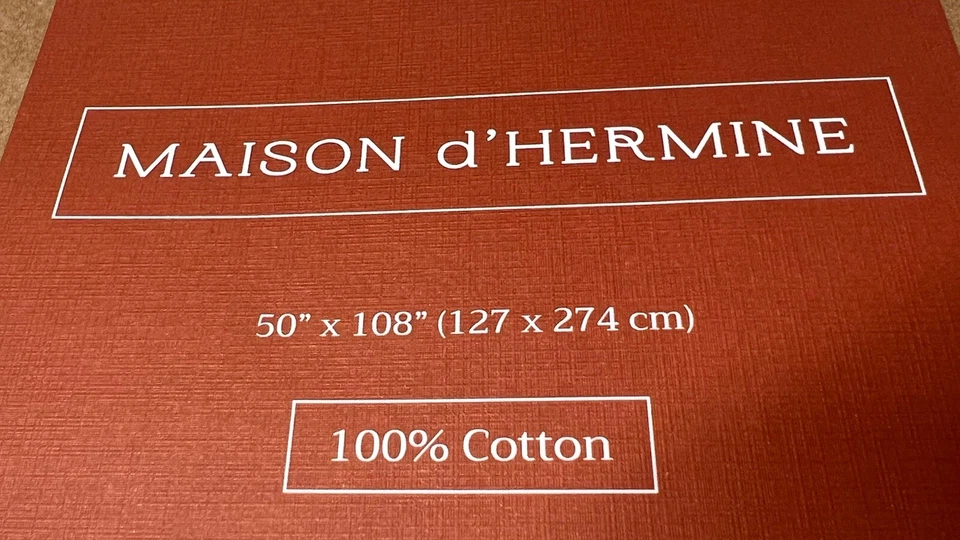 MAISON d’HERMINE
50” x 108” (127 x 274 cm)
100% Cotton